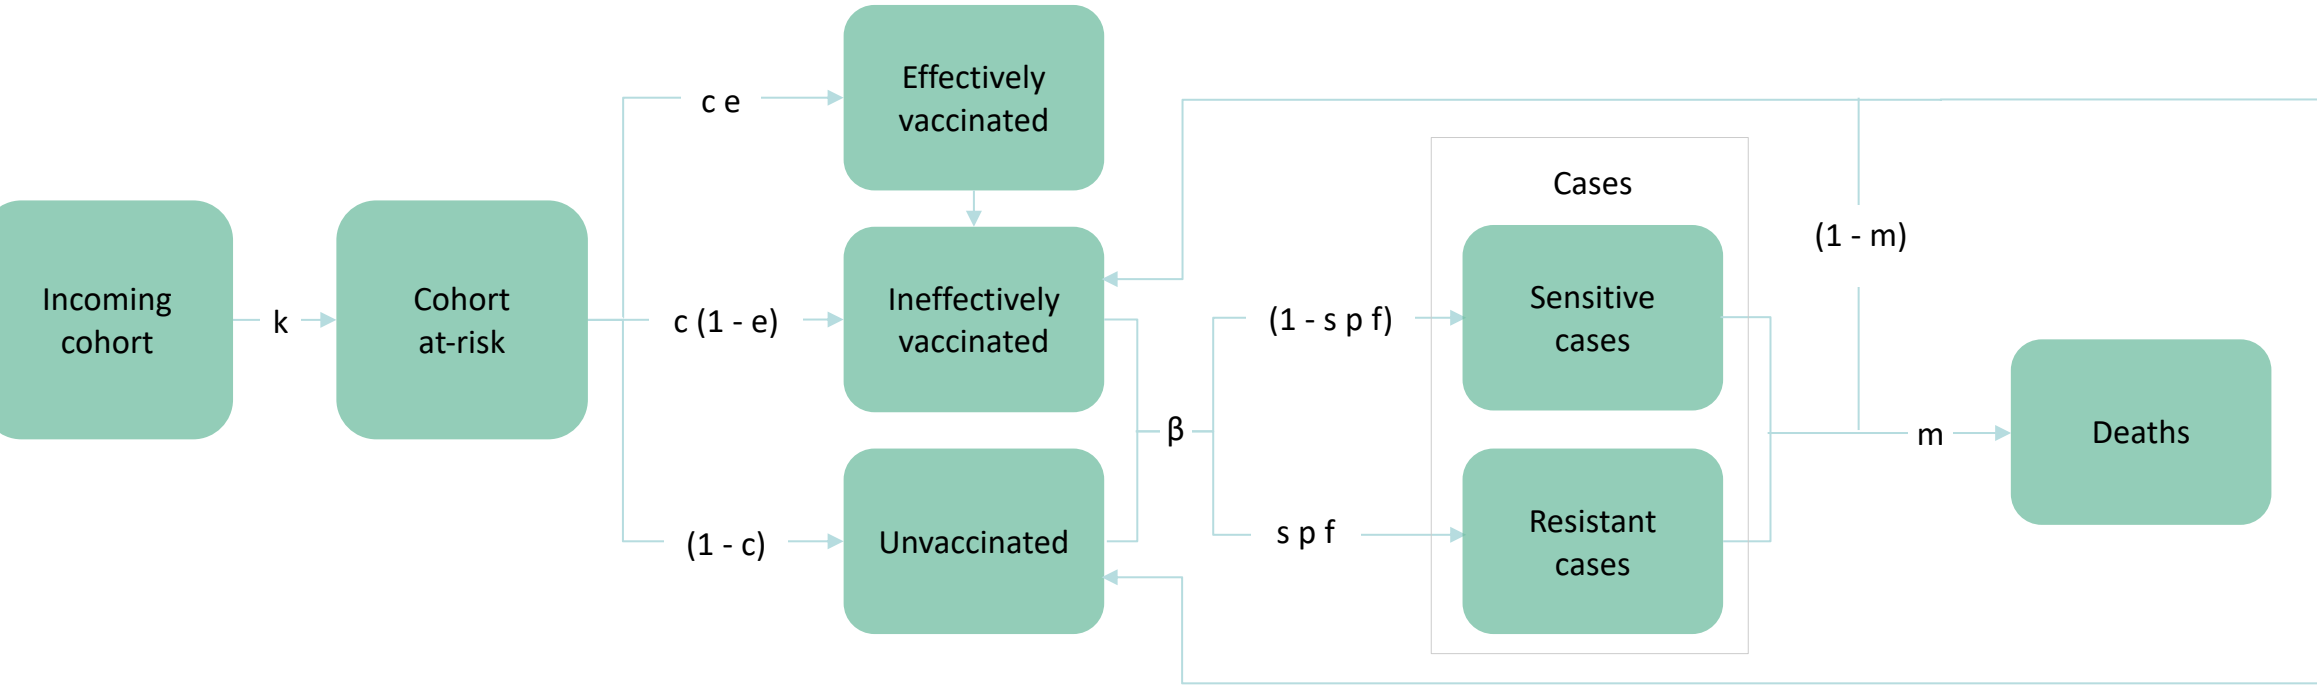 Incoming
cohort
k
Cohort
at-risk
c e
c (1 - e)
(1 - c)
Effectively
vaccinated
Ineffectively
vaccinated
Unvaccinated
β
(1 - s p f)
s p f
Cases
Sensitive
cases
Resistant
cases
(1 - m)
m
Deaths